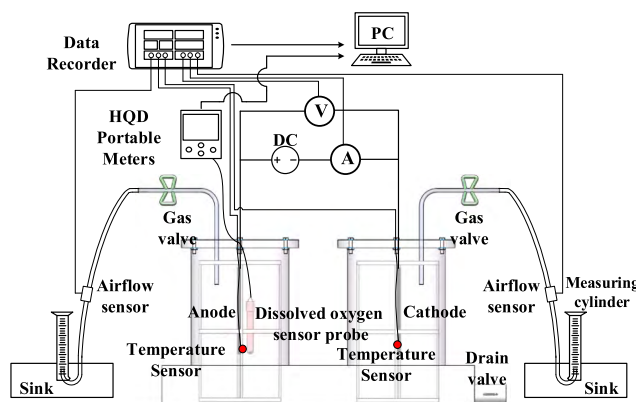 Data
Recorder
PC
HQD
Portable
Meters
V
DC
+ −
A
Gas
valve
Gas
valve
Airflow
sensor
Anode
Dissolved oxygen
sensor probe
Cathode
Airflow
sensor
Measuring
cylinder
Temperature
Sensor
Temperature
Sensor
Drain
valve
Sink
Sink